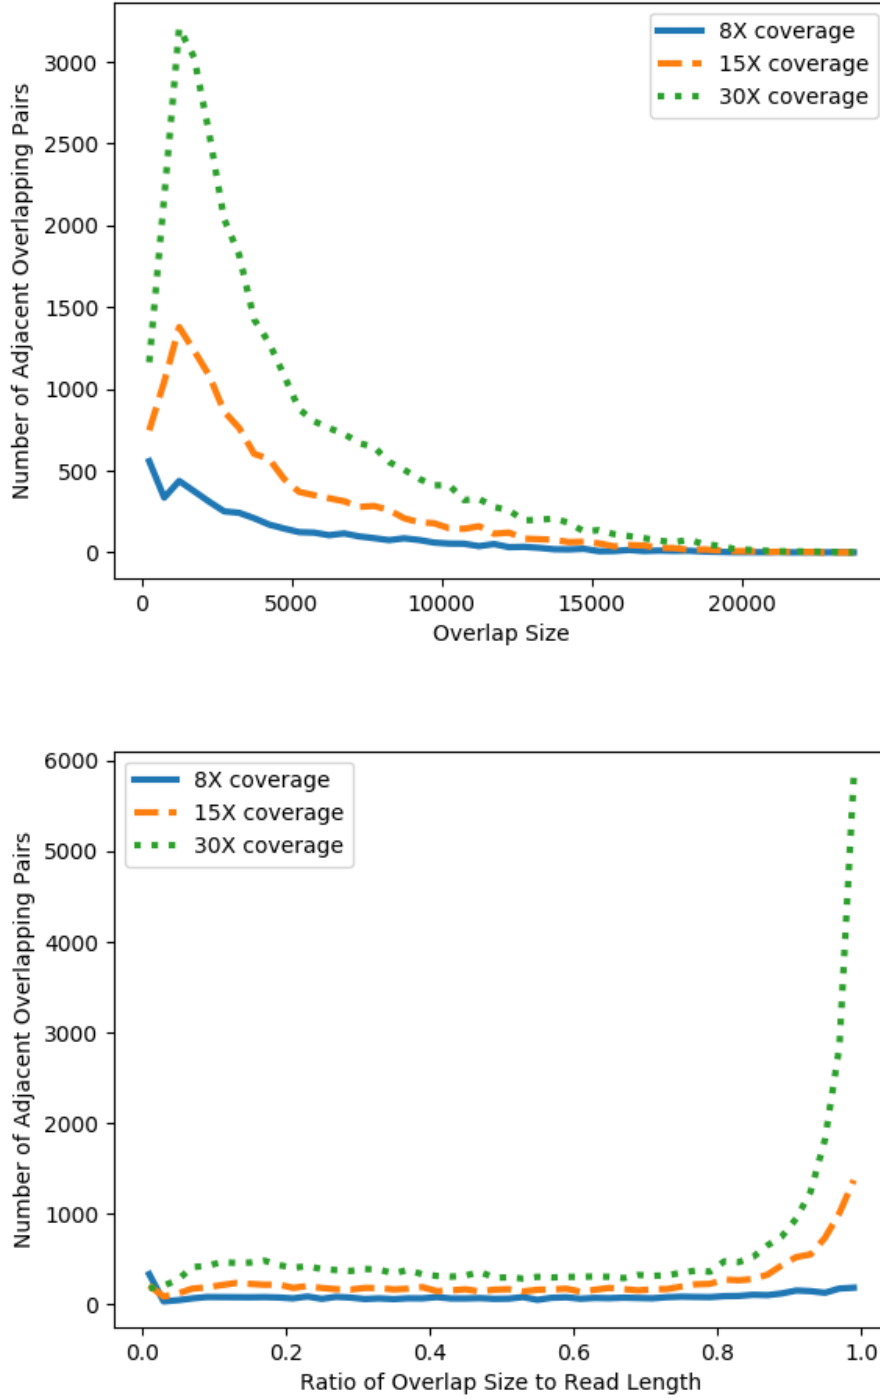 8X coverage
15X coverage
30X coverage
Number of Adjacent Overlapping Pairs
3000
2500
2000
1500
1000
500
0
0 5000 10000 15000 20000
Overlap Size
8X coverage
15X coverage
30X coverage
Number of Adjacent Overlapping Pairs
6000
5000
4000
3000
2000
1000
0
0.0 0.2 0.4 0.6 0.8 1.0
Ratio of Overlap Size to Read Length